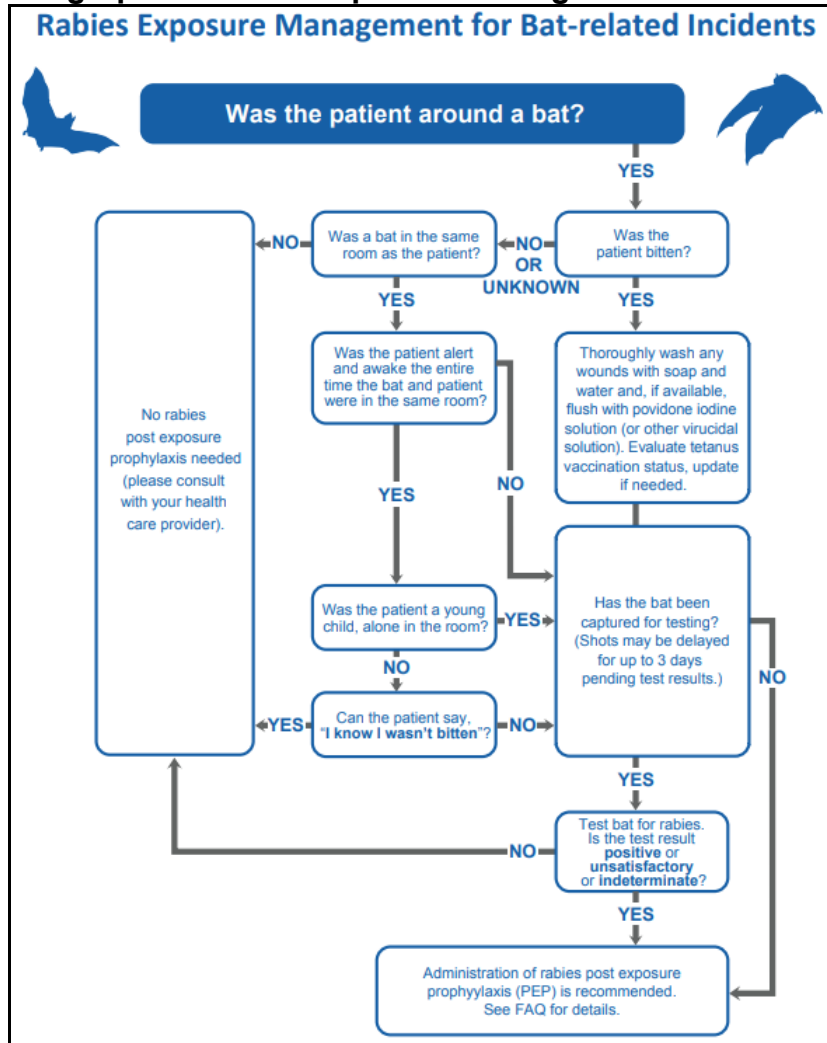 Rabies Exposure Management for Bat-related Incidents
Was the patient around a bat?
YES
Was the
patient bitten?
NO
OR
UNKNOWN
YES
Was a bat in the same
room as the patient?
NO
YES
No rabies
post exposure
prophylaxis needed
(please consult
with your health
care provider).
Was the patient alert
and awake the entire
time the bat and patient
were in the same room?
YES
NO
Thoroughly wash any
wounds with soap and
water and, if available,
flush with povidone iodine
solution (or other virucidal
solution). Evaluate tetanus
vaccination status, update
if needed.
Was the patient a young
child, alone in the room?
YES
NO
Can the patient say,
“I know I wasn't bitten”?
YES
NO
Has the bat been
captured for testing?
(Shots may be delayed
for up to 3 days
pending test results.)
NO
YES
Test bat for rabies.
Is the test result
positive or
unsatisfactory
or indeterminate?
NO
YES
Administration of rabies post exposure
prophyylaxis (PEP) is recommended.
See FAQ for details.